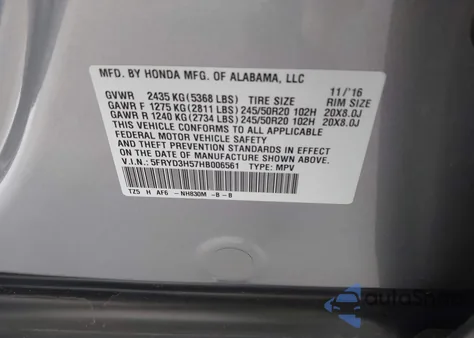 MFD. BY HONDA MFG. OF ALABAMA, LLC 11/'16
GVWR 2435 KG (5368 LBS) TIRE SIZE RIM SIZE
GAWR F 1275 KG (2811 LBS) 245/50R20 102H 20X8.0J
GAWR R 1240 KG (2734 LBS) 245/50R20 102H 20X8.0J
THIS VEHICLE CONFORMS TO ALL APPLICABLE
FEDERAL MOTOR VEHICLE SAFETY, BUMPER, AND
THEFT PREVENTION STANDARDS IN EFFECT ON THE
DATE OF MANUFACTURE SHOWN ABOVE.
V.I.N.: 5FRYD3H57HB006561 TYPE: MPV
TZ5 H AF6 -NH830M -B -B